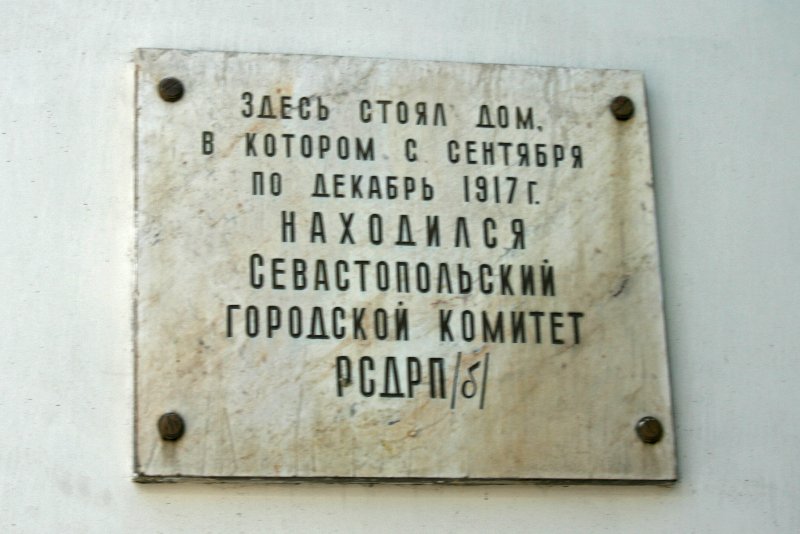 ЗДЕСЬ СТОЯЛ ДОМ,
В КОТОРОМ С СЕНТЯБРЯ
ПО ДЕКАБРЬ 1917 Г.
НАХОДИЛСЯ
СЕВАСТОПОЛЬСКИЙ
ГОРОДСКОЙ КОМИТЕТ
РСДРП/б/